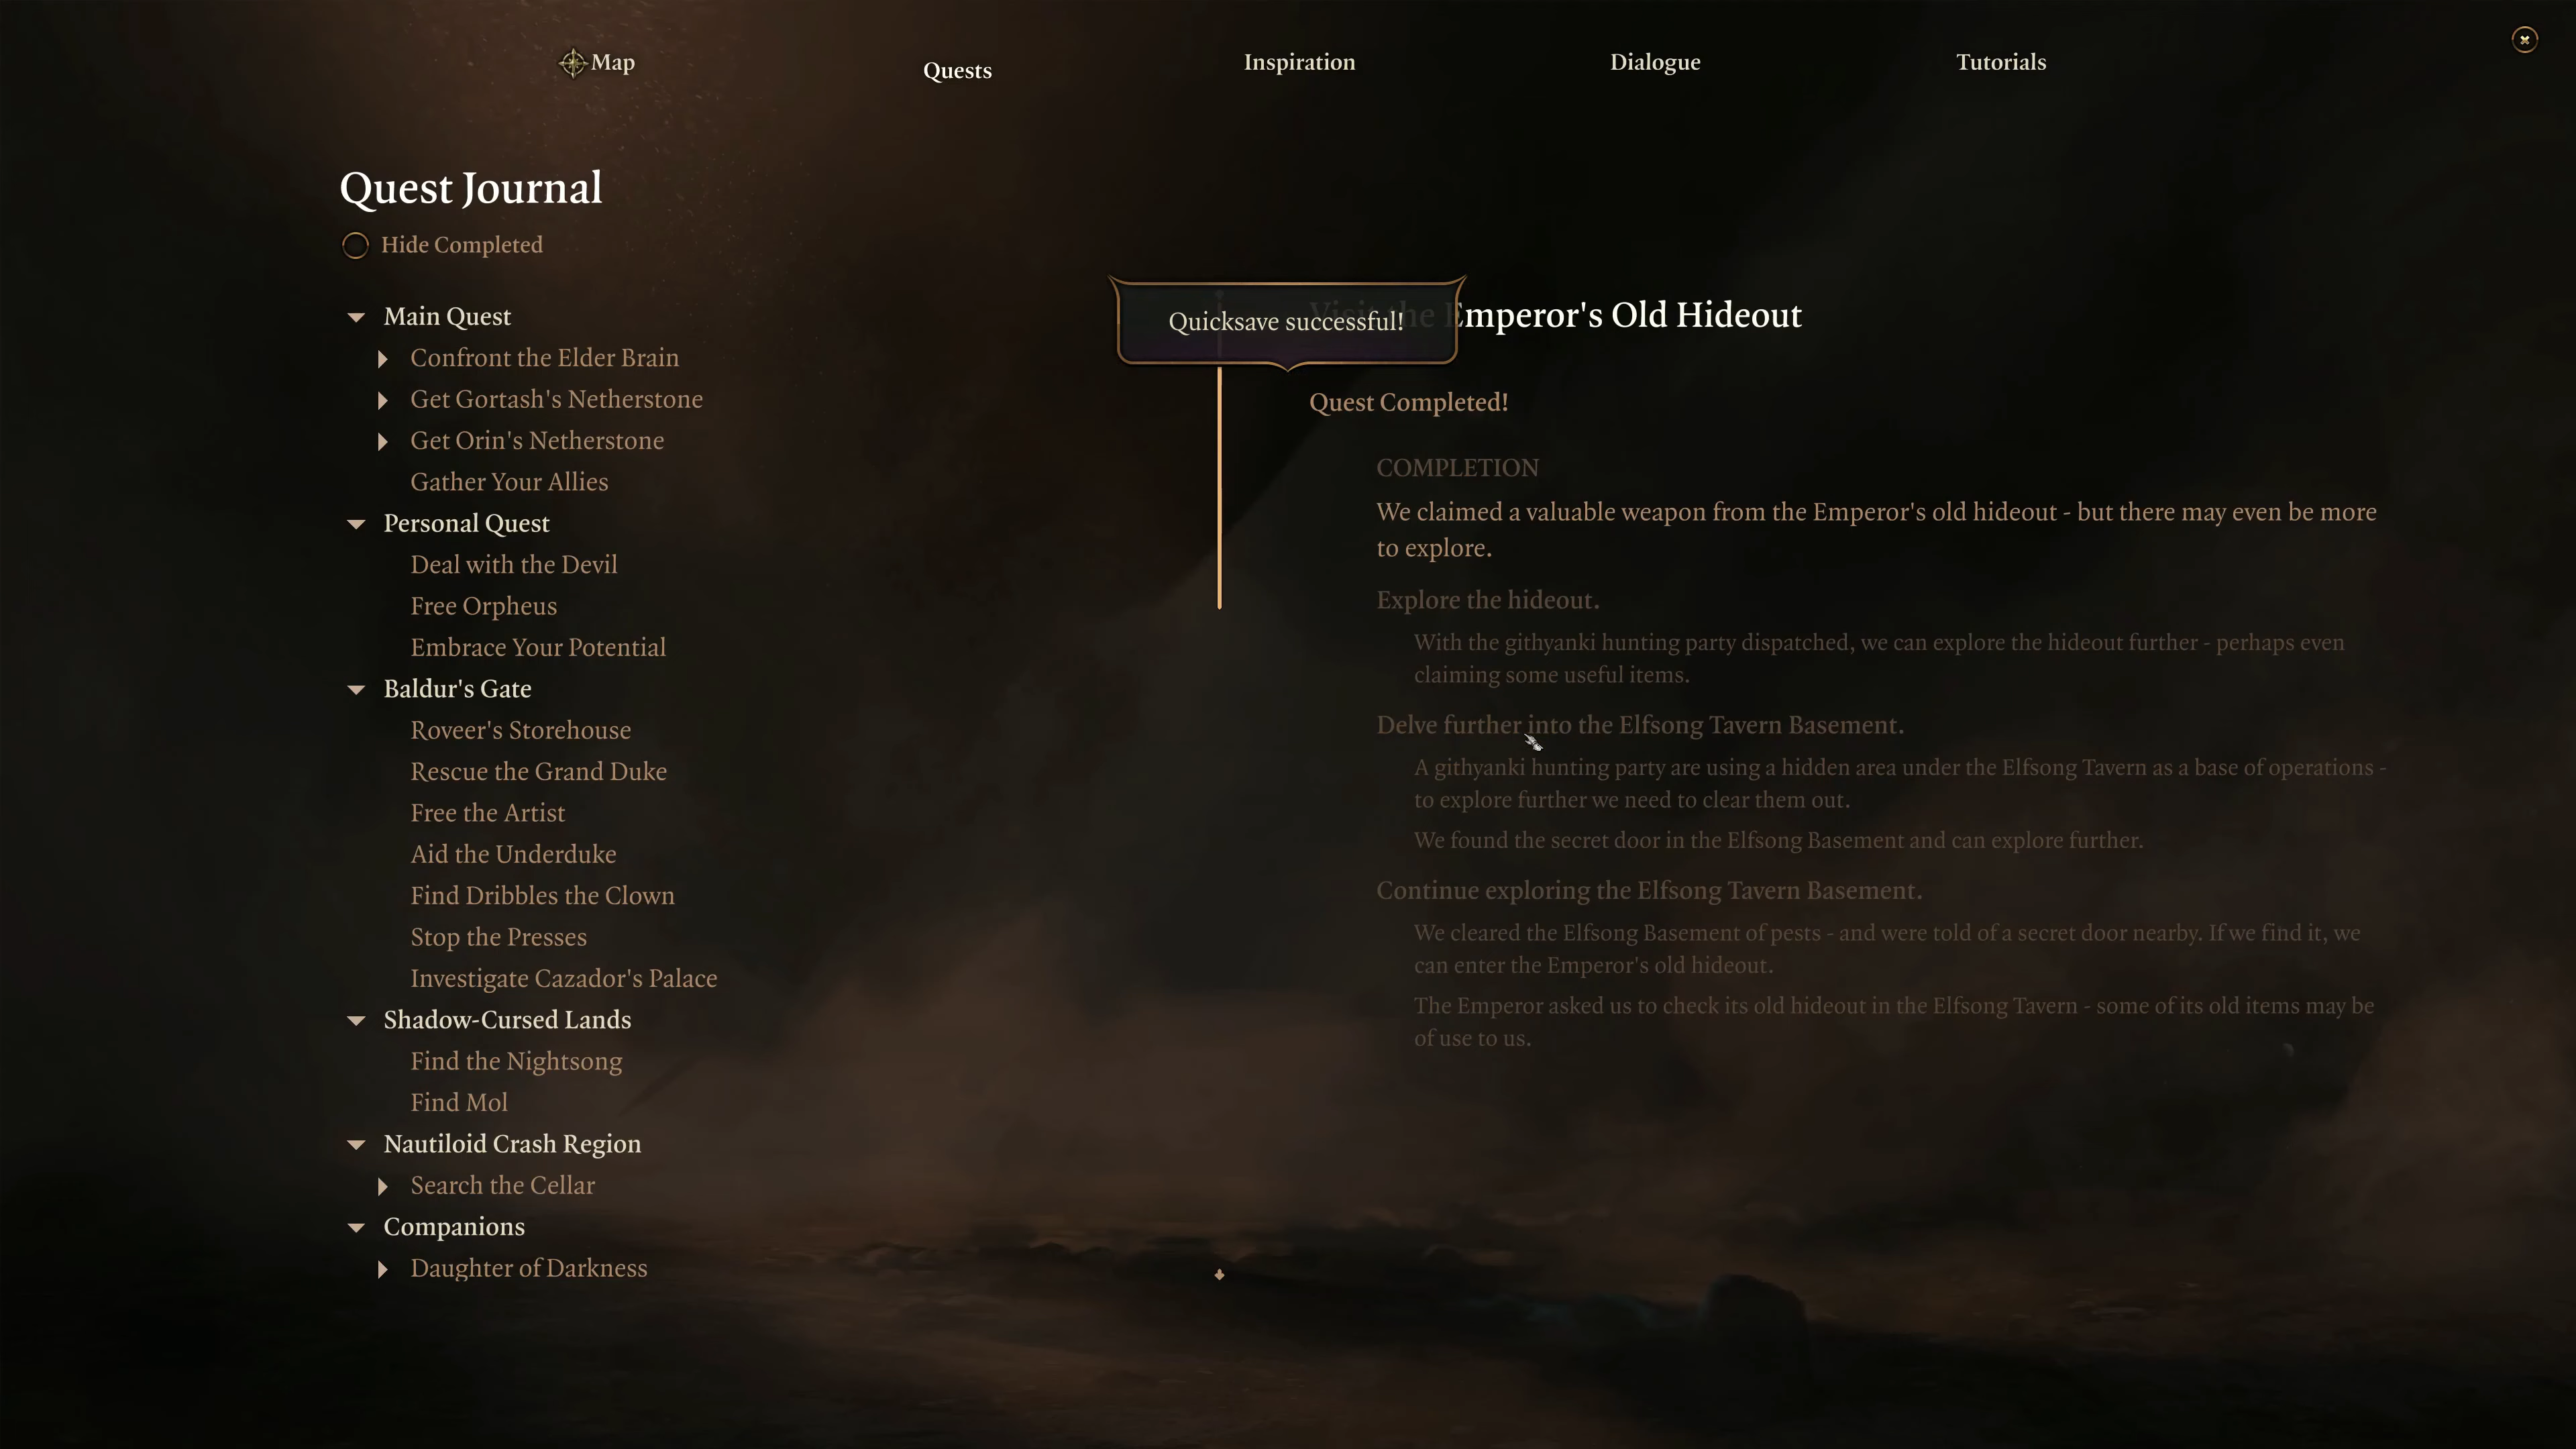 Map
Quests
Inspiration
Dialogue
Tutorials
Quest Journal
Hide Completed
Main Quest
Confront the Elder Brain
Get Gortash's Netherstone
Get Orin's Netherstone
Gather Your Allies
Personal Quest
Deal with the Devil
Free Orpheus
Embrace Your Potential
Baldur's Gate
Roveer's Storehouse
Rescue the Grand Duke
Free the Artist
Aid the Underduke
Find Dribbles the Clown
Stop the Presses
Investigate Cazador's Palace
Shadow-Cursed Lands
Find the Nightsong
Find Mol
Nautiloid Crash Region
Search the Cellar
Companions
Daughter of Darkness
Quicksave successful!
Visit the Emperor's Old Hideout
Quest Completed!
COMPLETION
We claimed a valuable weapon from the Emperor's old hideout - but there may even be more
to explore.
Explore the hideout.
With the githyanki hunting party dispatched, we can explore the hideout further - perhaps even
claiming some useful items.
Delve further into the Elfsong Tavern Basement.
A githyanki hunting party are using a hidden area under the Elfsong Tavern as a base of operations -
to explore further we need to clear them out.
We found the secret door in the Elfsong Basement and can explore further.
Continue exploring the Elfsong Tavern Basement.
We cleared the Elfsong Basement of pests - and were told of a secret door nearby. If we find it, we
can enter the Emperor's old hideout.
The Emperor asked us to check its old hideout in the Elfsong Tavern - some of its old items may be
of use to us.